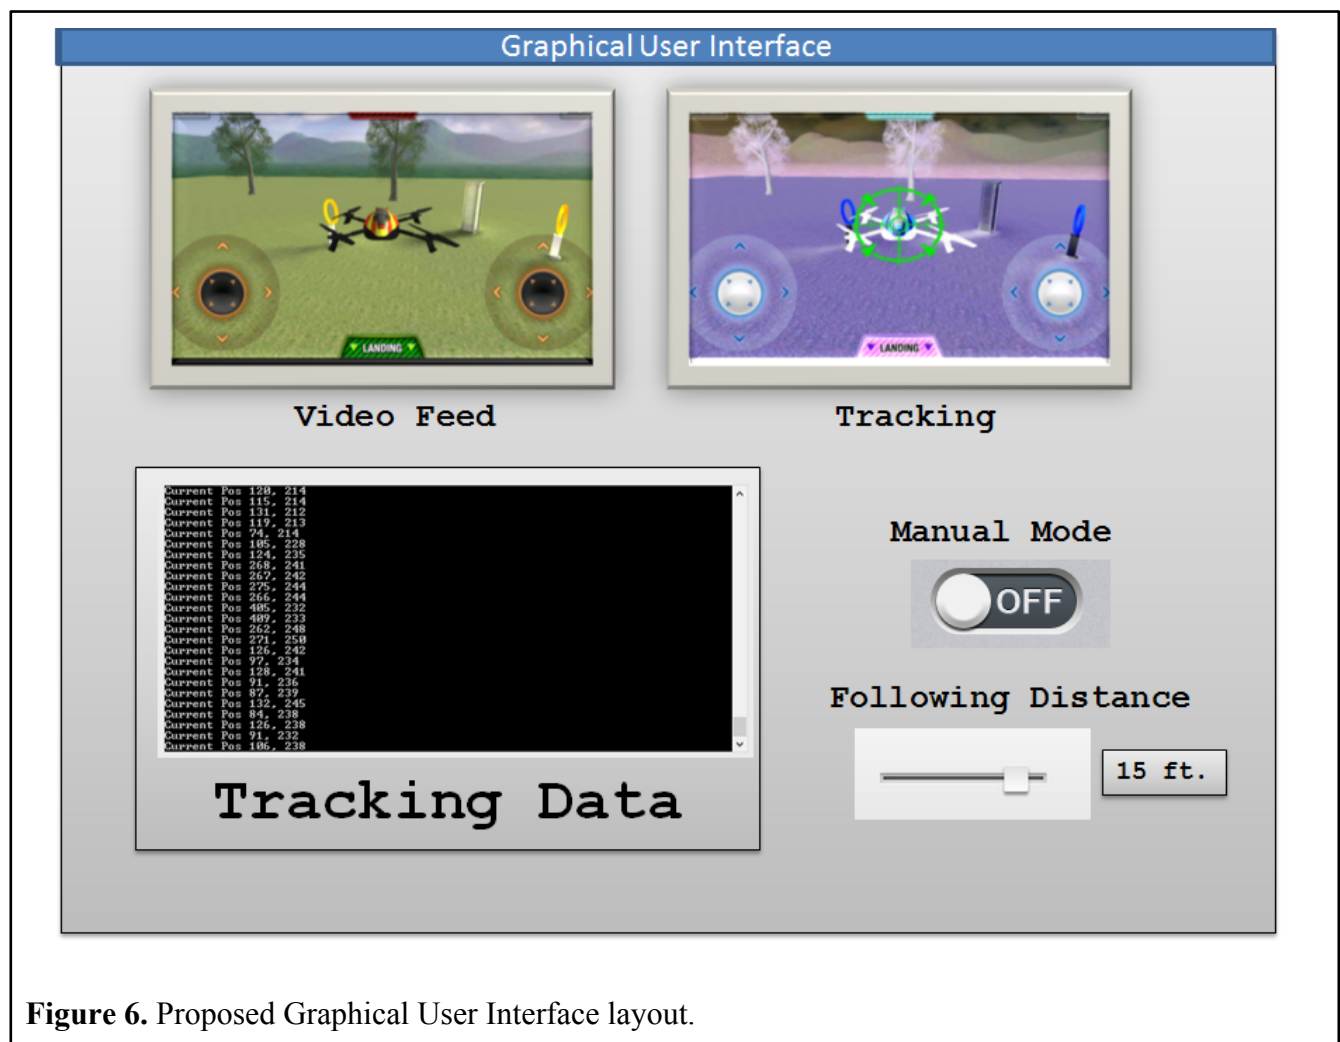 Graphical User Interface
LANDING
LANDING
Video Feed
Tracking
Current Pos 120, 214
Current Pos 115, 214
Current Pos 131, 212
Current Pos 119, 213
Current Pos 74, 214
Current Pos 105, 228
Current Pos 124, 235
Current Pos 268, 241
Current Pos 267, 242
Current Pos 275, 244
Current Pos 266, 244
Current Pos 405, 232
Current Pos 409, 233
Current Pos 262, 248
Current Pos 271, 250
Current Pos 126, 242
Current Pos 97, 234
Current Pos 128, 241
Current Pos 91, 236
Current Pos 87, 239
Current Pos 132, 245
Current Pos 84, 238
Current Pos 126, 238
Current Pos 91, 232
Current Pos 106, 238
Tracking Data
Manual Mode
OFF
Following Distance
15 ft.
Figure 6. Proposed Graphical User Interface layout.